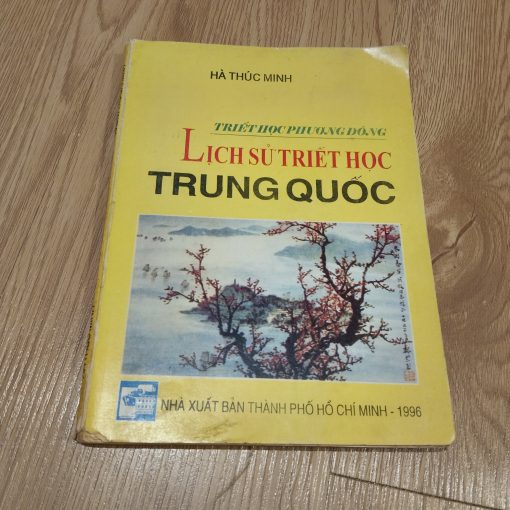 HÀ THÚC MINH
TRIẾT HỌC PHƯƠNG ĐÔNG
LỊCH SỬ TRIẾT HỌC
TRUNG QUỐC
NHÀ XUẤT BẢN THÀNH PHỐ HỒ CHÍ MINH - 1996